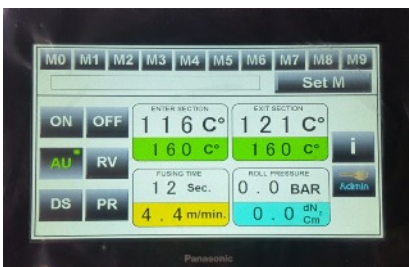 M0 M1 M2 M3 M4 M5 M6 M7 M8 M9
Set M
ENTER SECTION EXIT SECTION
ON OFF 116 C° 121 C°
160 C° 160 C°
i
AU RV
FUSING TIME ROLL PRESSURE
12 Sec. 0.0 BAR
Admin
DS PR
4.4 m/min. 0.0 dN/Cm
Panasonic